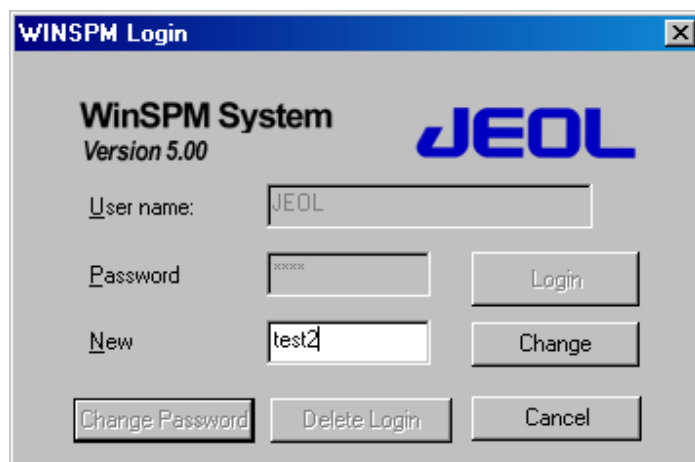 WINSPM Login
WinSPM System
JEOL
Version 5.00
User name: JEOL
Password **** Login
New test2 Change
Change Password Delete Login Cancel